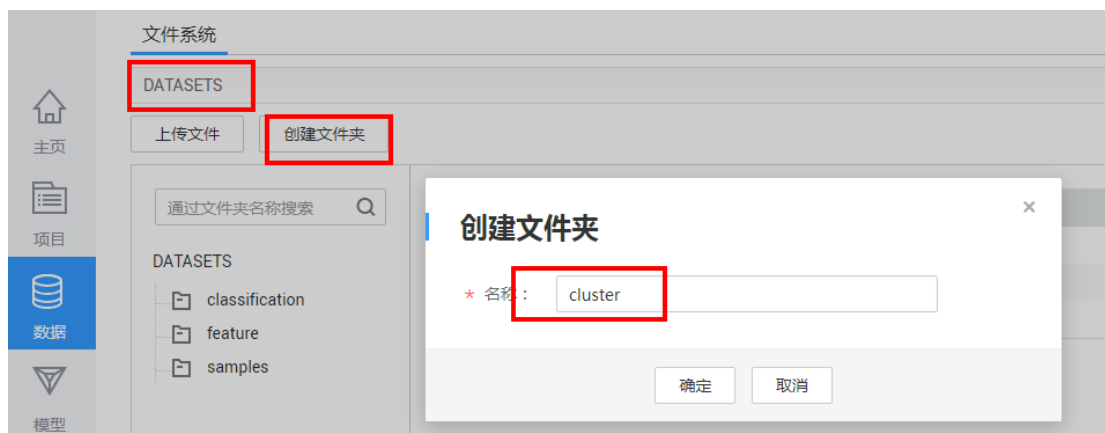 文件系统
DATASETS
上传文件 创建文件夹
主页
通过文件夹名称搜索
项目
DATASETS
classification
feature
samples
数据
模型
创建文件夹 ×
* 名称： cluster
确定 取消